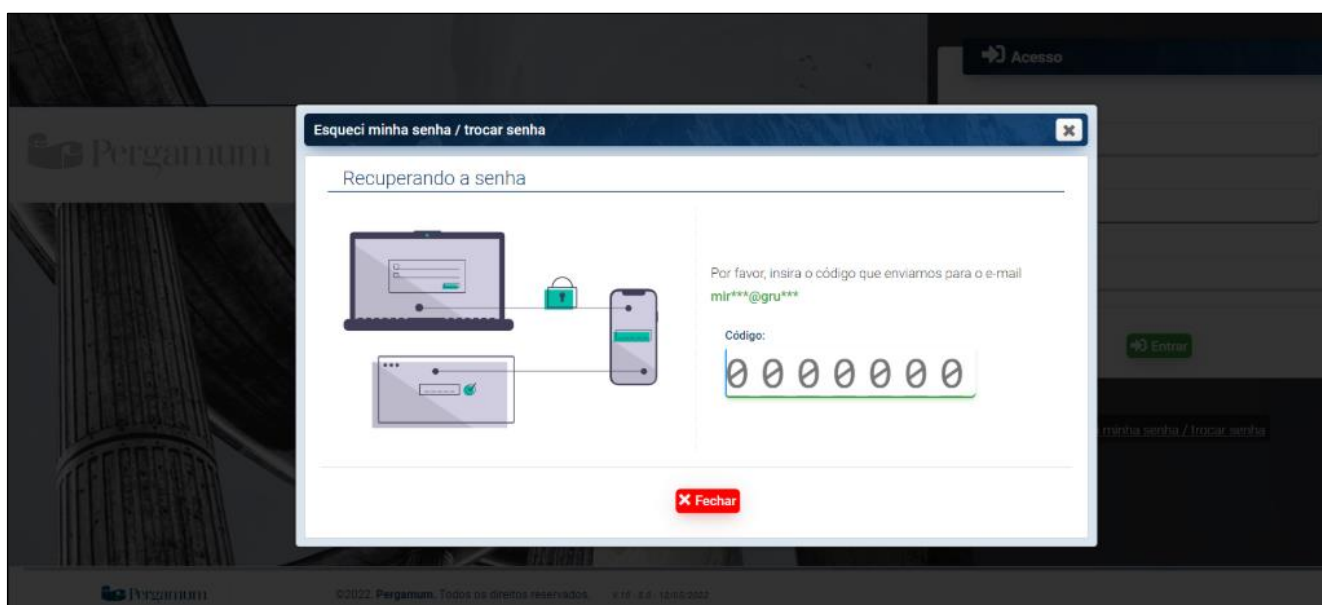 Acesso
Esqueci minha senha / trocar senha
Pergamum
Recuperando a senha
Por favor, insira o código que enviamos para o e-mail
mir***@gru***
Código:
0000000
Entrar
minha senha / trocar senha
Fechar
Pergamum
©2022. Pergamum. Todos os direitos reservados.